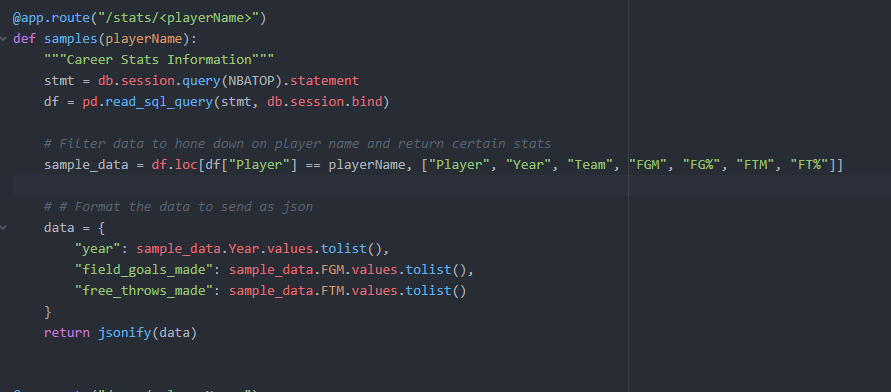 @app.route("/stats/<playerName>")
def samples(playerName):
    """Career Stats Information"""
    stmt = db.session.query(NBATOP).statement
    df = pd.read_sql_query(stmt, db.session.bind)
    # Filter data to hone down on player name and return certain stats
    sample_data = df.loc[df["Player"] == playerName, ["Player", "Year", "Team", "FGM", "FG%", "FTM", "FT%"]]
    # # Format the data to send as json
    data = {
        "year": sample_data.Year.values.tolist(),
        "field_goals_made": sample_data.FGM.values.tolist(),
        "free_throws_made": sample_data.FTM.values.tolist()
    }
    return jsonify(data)